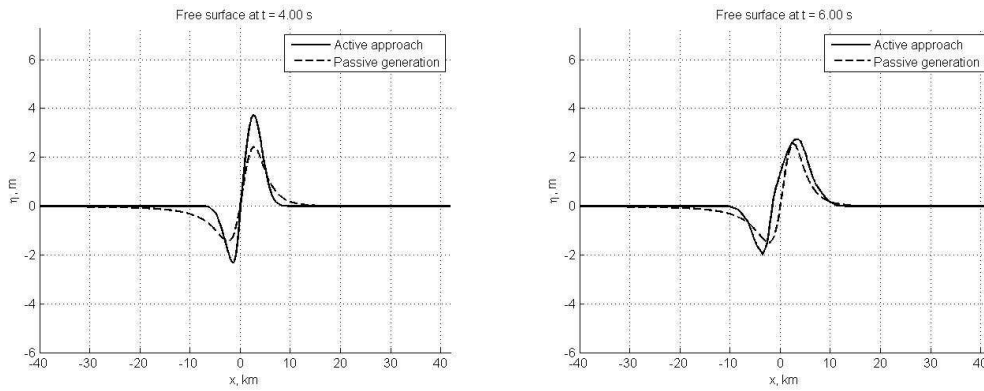 Free surface at t = 4.00 s
Active approach
Passive generation
6
4
2
0
-2
-4
-6
η, m
-40 -30 -20 -10 0 10 20 30 40
x, km
Free surface at t = 6.00 s
Active approach
Passive generation
6
4
2
0
-2
-4
-6
η, m
-40 -30 -20 -10 0 10 20 30 40
x, km